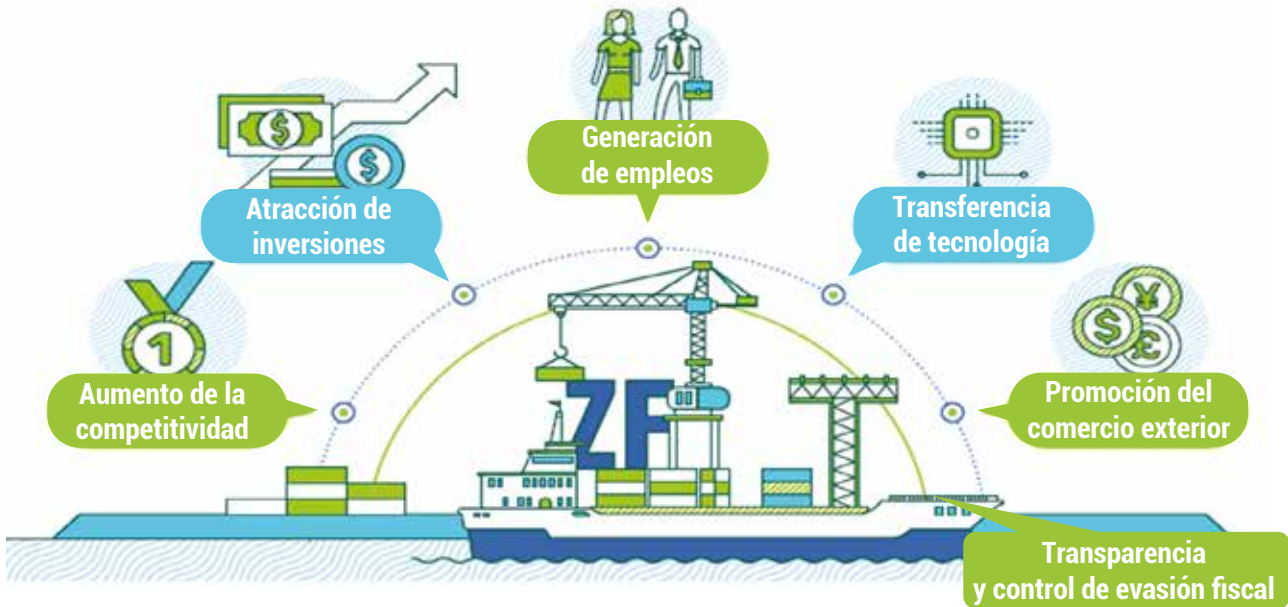 Generación
de empleos
Atracción de
inversiones
Transferencia
de tecnología
Aumento de la
competitividad
Promoción del
comercio exterior
Transparencia
y control de evasión fiscal
ZF
$
$
1
¥
$
£